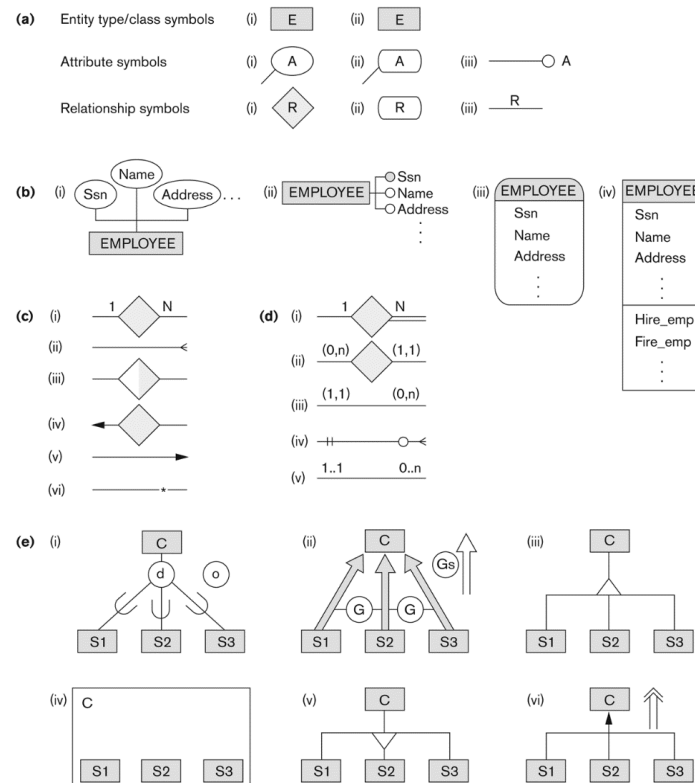 (a) Entity type/class symbols (i) E (ii) E
Attribute symbols (i) A (ii) A (iii) A
Relationship symbols (i) R (ii) R (iii) R
(b) (i) Ssn Name Address . . .
EMPLOYEE
(ii) EMPLOYEE Ssn
Name
Address
(iii) EMPLOYEE
Ssn
Name
Address
(iv) EMPLOYEE
Ssn
Name
Address
Hire_emp
Fire_emp
(c) (i) 1 N
(ii)
(iii)
(iv)
(v)
(vi) *
(d) (i) 1 N
(ii) (0,n) (1,1)
(iii) (1,1) (0,n)
(iv)
(v) 1..1 0..n
(e) (i) C
d o
S1 S2 S3
(ii) C
Gs
G G
S1 S2 S3
(iii) C
S1 S2 S3
(iv) C
S1 S2 S3
(v) C
S1 S2 S3
(vi) C
S1 S2 S3